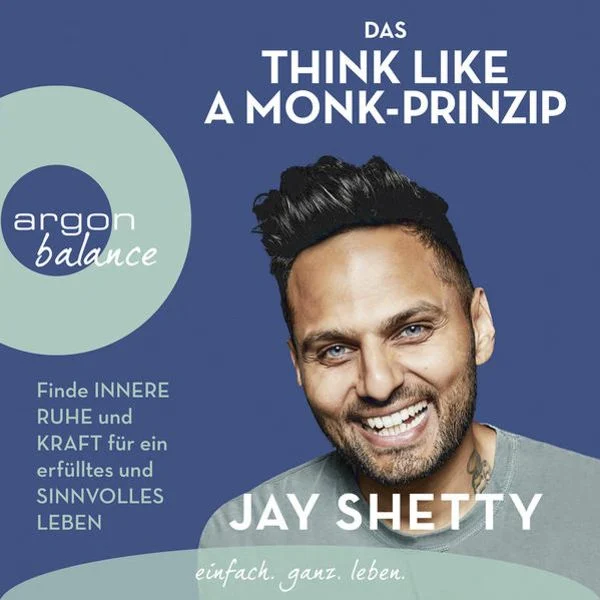 DAS
THINK LIKE
A MONK-PRINZIP
argon
balance
Finde INNERE
RUHE und
KRAFT für ein
erfülltes und
SINNVOLLES
LEBEN
JAY SHETTY
einfach. ganz. leben.